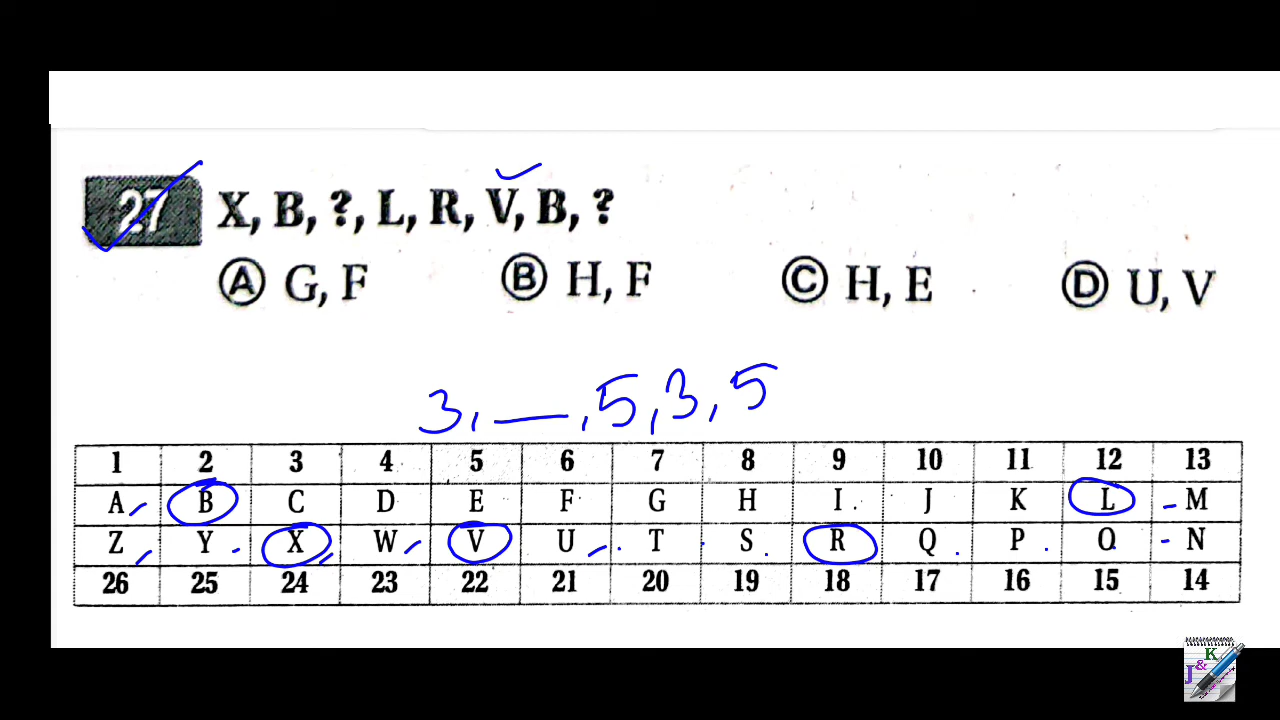 27 X, B, ?, L, R, V, B, ?
Ⓐ G, F Ⓑ H, F Ⓒ H, E Ⓓ U, V
3, __, 5, 3, 5
1 2 3 4 5 6 7 8 9 10 11 12 13
A B C D E F G H I J K L M
Z Y X W V U T S R Q P O N
26 25 24 23 22 21 20 19 18 17 16 15 14
J&K